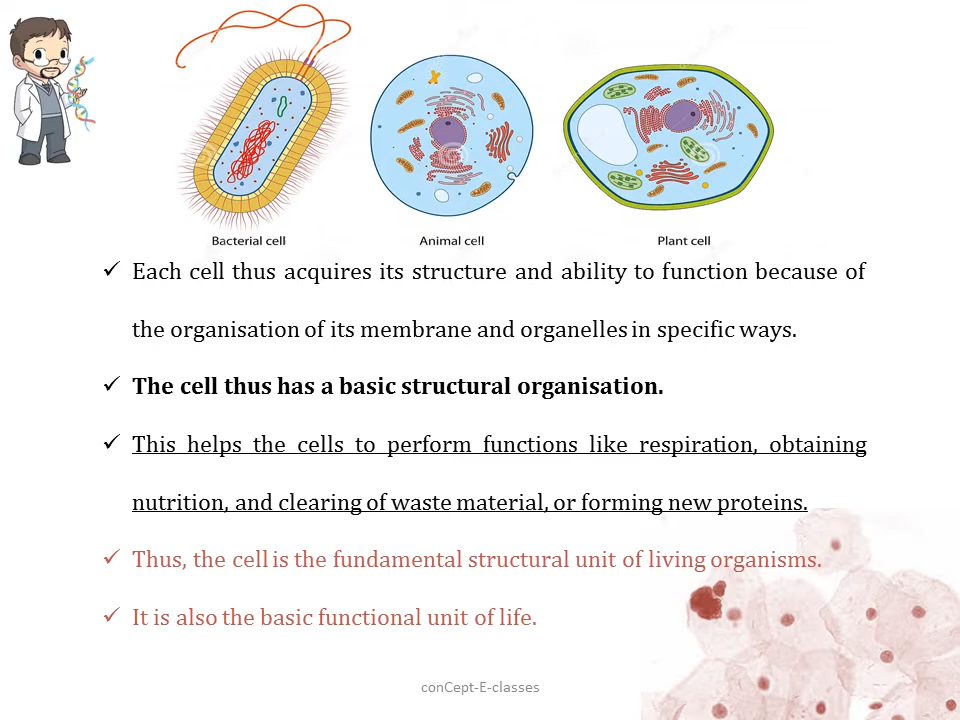 Bacterial cell
Animal cell
Plant cell
✓ Each cell thus acquires its structure and ability to function because of
the organisation of its membrane and organelles in specific ways.
✓ The cell thus has a basic structural organisation.
✓ This helps the cells to perform functions like respiration, obtaining
nutrition, and clearing of waste material, or forming new proteins.
✓ Thus, the cell is the fundamental structural unit of living organisms.
✓ It is also the basic functional unit of life.
conCept-E-classes